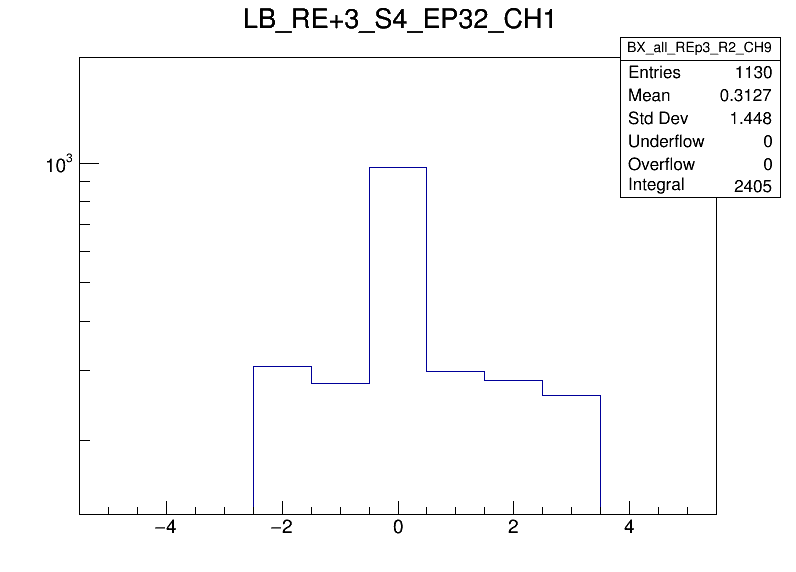 LB_RE+3_S4_EP32_CH1
BX_all_REp3_R2_CH9
Entries 1130
Mean 0.3127
Std Dev 1.448
Underflow 0
Overflow 0
Integral 2405
10³
−4 −2 0 2 4